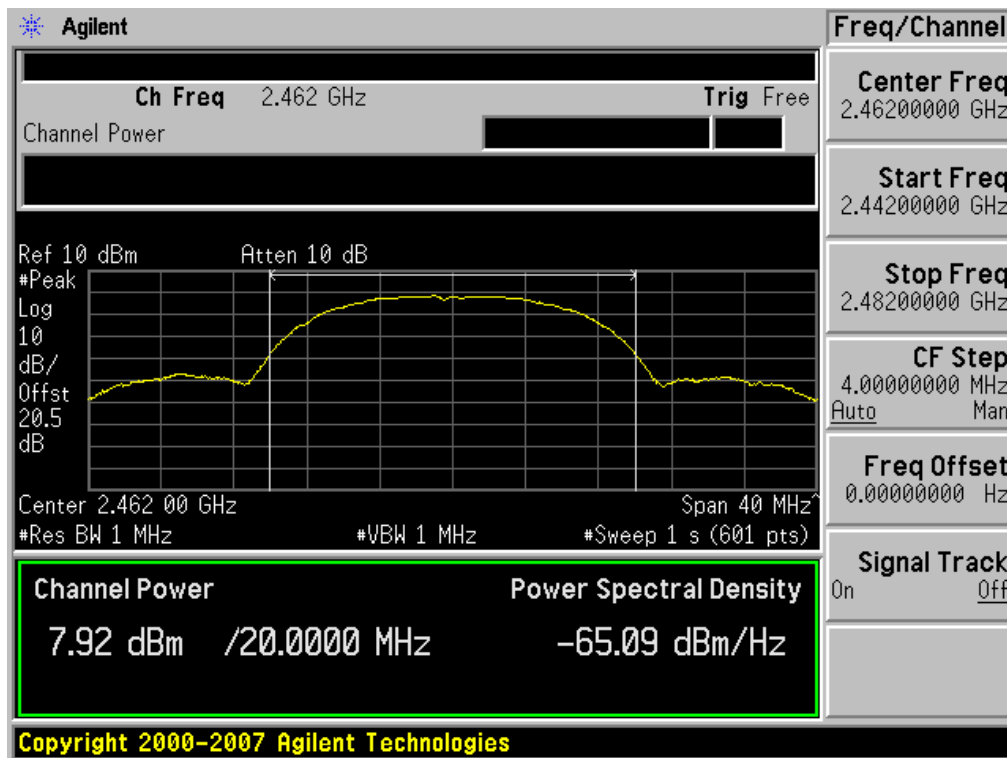 Agilent
Freq/Channel
Ch Freq 2.462 GHz Trig Free
Channel Power
Center Freq
2.46200000 GHz
Start Freq
2.44200000 GHz
Stop Freq
2.48200000 GHz
CF Step
4.00000000 MHz
Auto Man
Freq Offset
0.00000000 Hz
Signal Track
On Off
Ref 10 dBm Atten 10 dB
#Peak
Log
10
dB/
Offst
20.5
dB
Center 2.462 00 GHz Span 40 MHz^
#Res BW 1 MHz #VBW 1 MHz #Sweep 1 s (601 pts)
Channel Power Power Spectral Density
7.92 dBm /20.0000 MHz -65.09 dBm/Hz
Copyright 2000-2007 Agilent Technologies